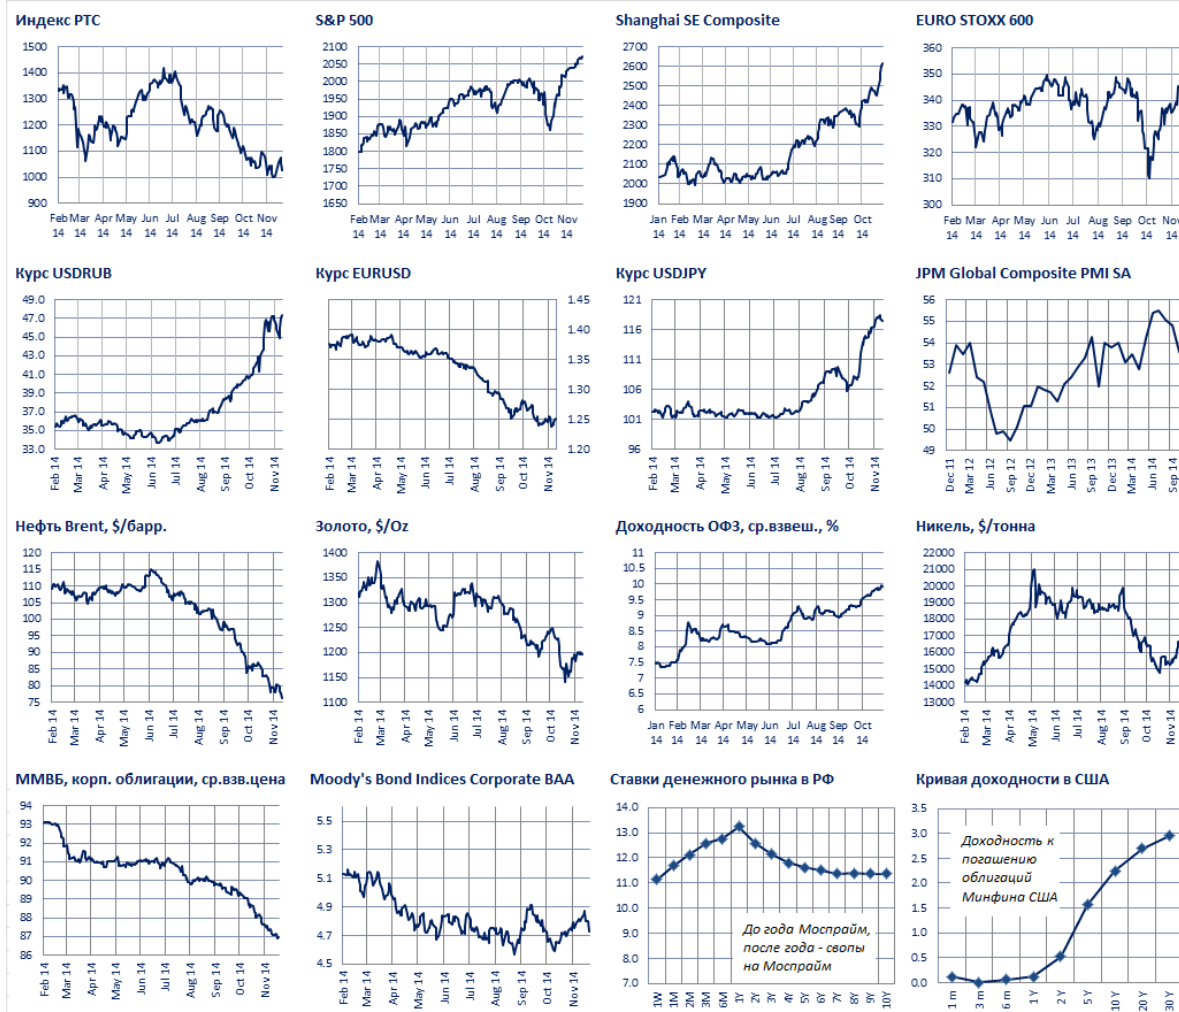 Индекс РТС
1500
1400
1300
1200
1100
1000
900
Feb Mar Apr May Jun Jul Aug Sep Oct Nov
14 14 14 14 14 14 14 14 14 14
S&P 500
2100
2050
2000
1950
1900
1850
1800
1750
1700
1650
Feb Mar Apr May Jun Jul Aug Sep Oct Nov
14 14 14 14 14 14 14 14 14 14
Shanghai SE Composite
2700
2600
2500
2400
2300
2200
2100
2000
1900
Jan Feb Mar Apr May Jun Jul Aug Sep Oct
14 14 14 14 14 14 14 14 14 14
EURO STOXX 600
360
350
340
330
320
310
300
Feb Mar Apr May Jun Jul Aug Sep Oct Nov
14 14 14 14 14 14 14 14 14 14
Курс USDRUB
49.0
47.0
45.0
43.0
41.0
39.0
37.0
35.0
33.0
Feb 14 Mar 14 Apr 14 May 14 Jun 14 Jul 14 Aug 14 Sep 14 Oct 14 Nov 14
Курс EURUSD
1.45
1.40
1.35
1.30
1.25
1.20
Feb 14 Mar 14 Apr 14 May 14 Jun 14 Jul 14 Aug 14 Sep 14 Oct 14 Nov 14
Курс USDJPY
121
116
111
106
101
96
Feb 14 Mar 14 Apr 14 May 14 Jun 14 Jul 14 Aug 14 Sep 14 Oct 14 Nov 14
JPM Global Composite PMI SA
56
55
54
53
52
51
50
49
Dec 11 Mar 12 Jun 12 Sep 12 Dec 12 Mar 13 Jun 13 Sep 13 Dec 13 Mar 14 Jun 14 Sep 14
Нефть Brent, $/барр.
120
115
110
105
100
95
90
85
80
75
Feb 14 Mar 14 Apr 14 May 14 Jun 14 Jul 14 Aug 14 Sep 14 Oct 14 Nov 14
Золото, $/Oz
1400
1350
1300
1250
1200
1150
1100
Feb 14 Mar 14 Apr 14 May 14 Jun 14 Jul 14 Aug 14 Sep 14 Oct 14 Nov 14
Доходность ОФЗ, ср.взвеш., %
11
10.5
10
9.5
9
8.5
8
7.5
7
6.5
6
Jan Feb Mar Apr May Jun Jul Aug Sep Oct
14 14 14 14 14 14 14 14 14 14
Никель, $/тонна
22000
21000
20000
19000
18000
17000
16000
15000
14000
13000
Feb 14 Mar 14 Apr 14 May 14 Jun 14 Jul 14 Aug 14 Sep 14 Oct 14 Nov 14
ММВБ, корп. облигации, ср.взв.цена
94
93
92
91
90
89
88
87
86
Feb 14 Mar 14 Apr 14 May 14 Jun 14 Jul 14 Aug 14 Sep 14 Oct 14 Nov 14
Moody's Bond Indices Corporate BAA
5.5
5.3
5.1
4.9
4.7
4.5
Feb 14 Mar 14 Apr 14 May 14 Jun 14 Jul 14 Aug 14 Sep 14 Oct 14 Nov 14
Ставки денежного рынка в РФ
14.0
13.0
12.0
11.0
10.0
9.0
8.0
7.0
До года Моспрайм,
после года - свопы
на Моспрайм
1W 1M 2M 3M 6M 1Y 2Y 3Y 4Y 5Y 6Y 7Y 8Y 9Y 10Y
Кривая доходности в США
3.5
3.0
2.5
2.0
1.5
1.0
0.5
0.0
Доходность к
погашению
облигаций
Минфина США
1 m 3 m 6 m 1 Y 2 Y 5 Y 10 Y 20 Y 30 Y